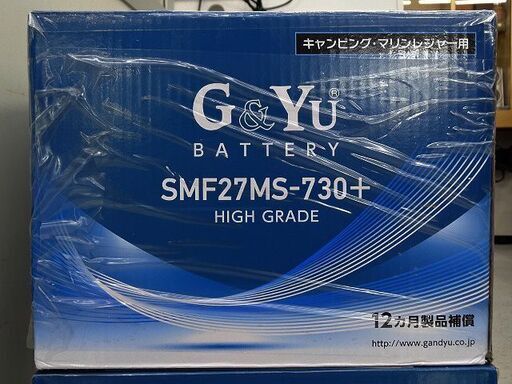 キャンピング・マリンレジャー用
G&YU®
BATTERY
SMF27MS-730+
HIGH GRADE
12カ月製品補償
http://www.gandyu.co.jp